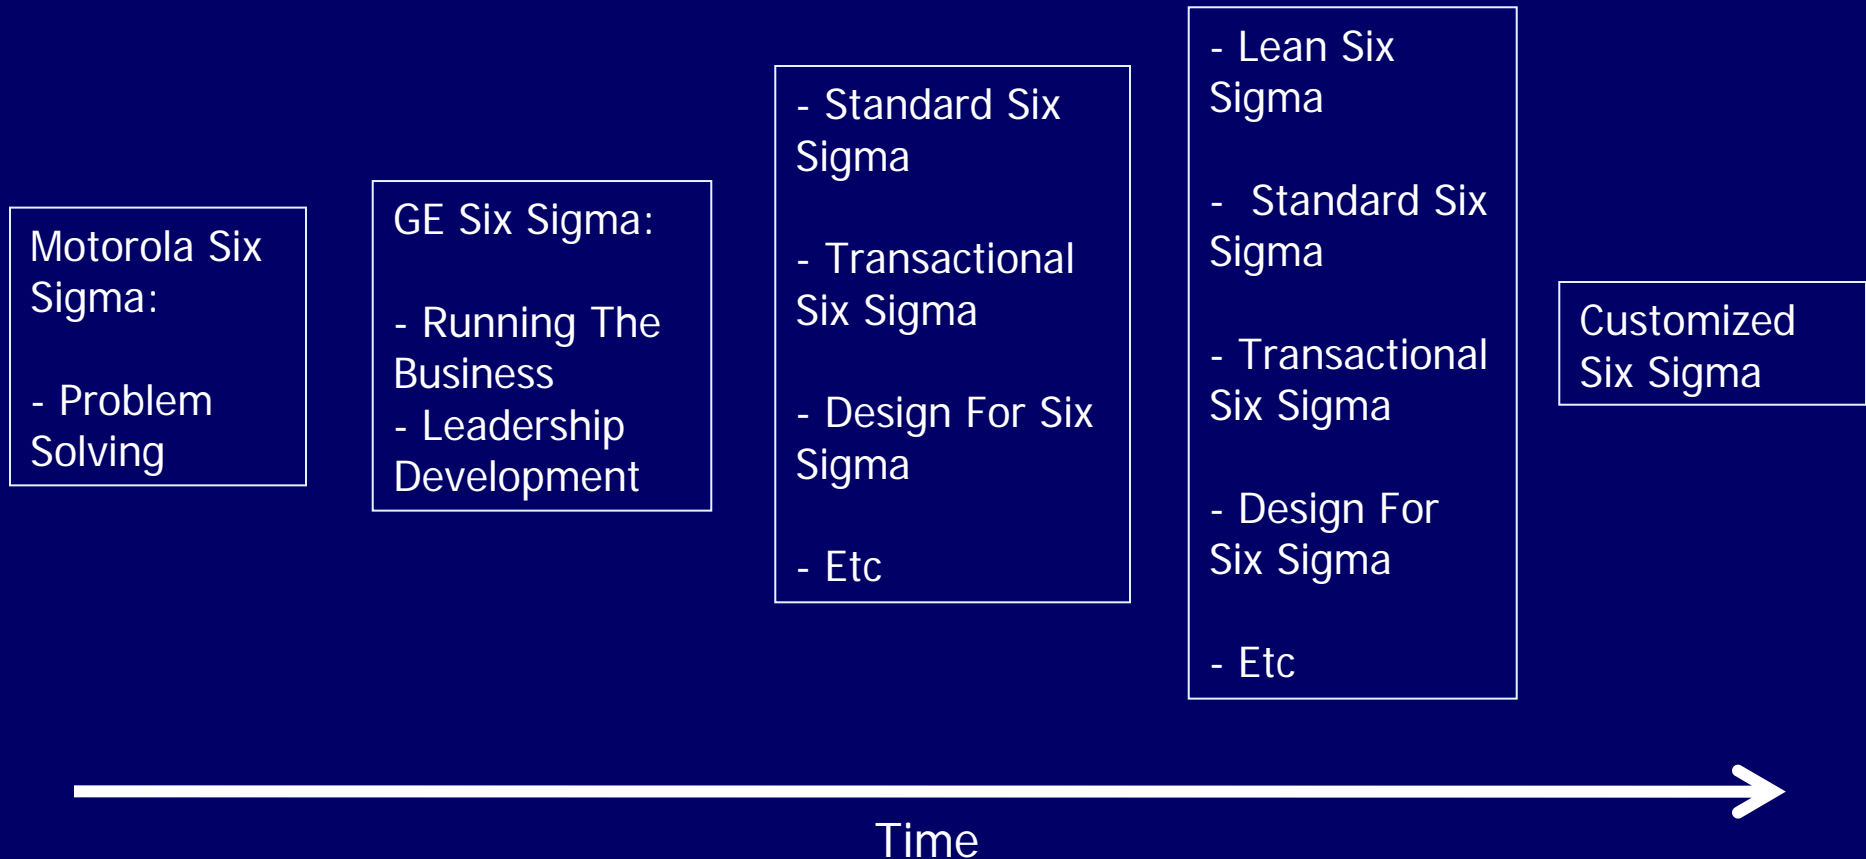 Motorola Six
Sigma:
- Problem
Solving
GE Six Sigma:
- Running The
Business
- Leadership
Development
- Standard Six
Sigma
- Transactional
Six Sigma
- Design For Six
Sigma
- Etc
- Lean Six
Sigma
- Standard Six
Sigma
- Transactional
Six Sigma
- Design For
Six Sigma
- Etc
Customized
Six Sigma
Time